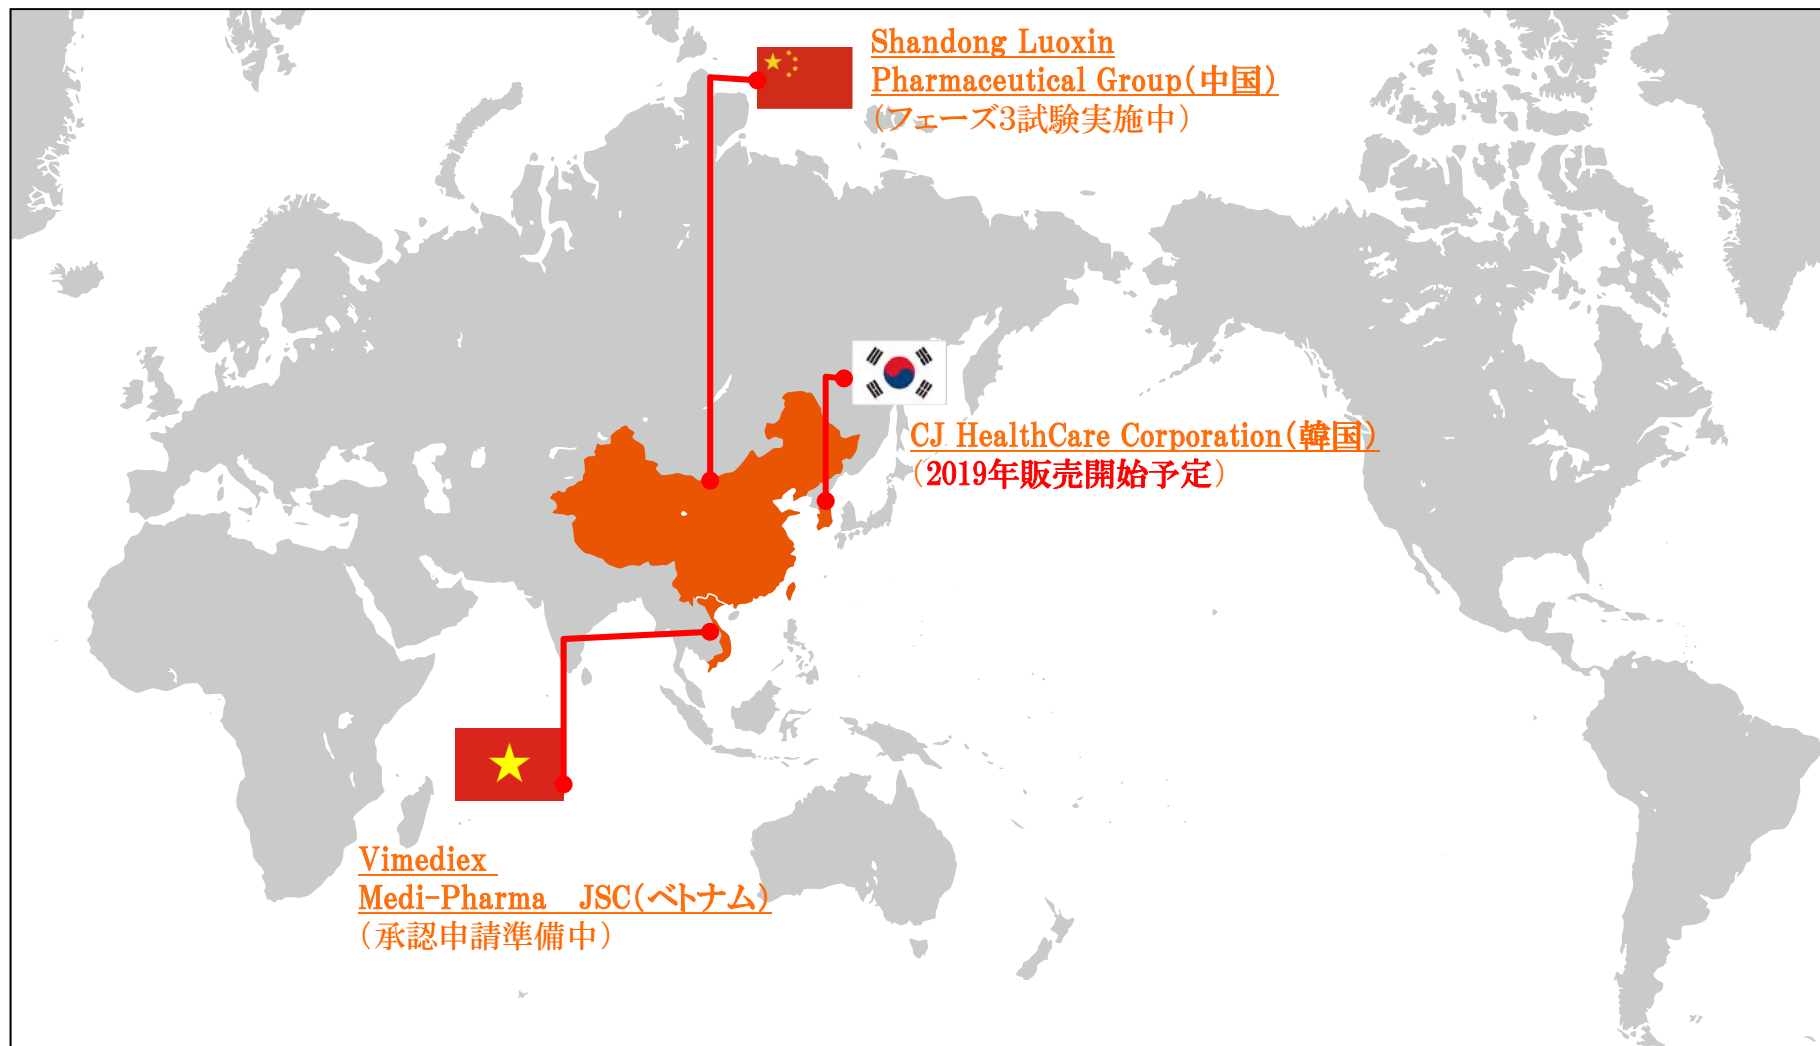 Shandong Luoxin
Pharmaceutical Group(中国)
(フェーズ3試験実施中)
CJ HealthCare Corporation(韓国)
(2019年販売開始予定)
Vimediex
Medi-Pharma　JSC(ベトナム)
(承認申請準備中)